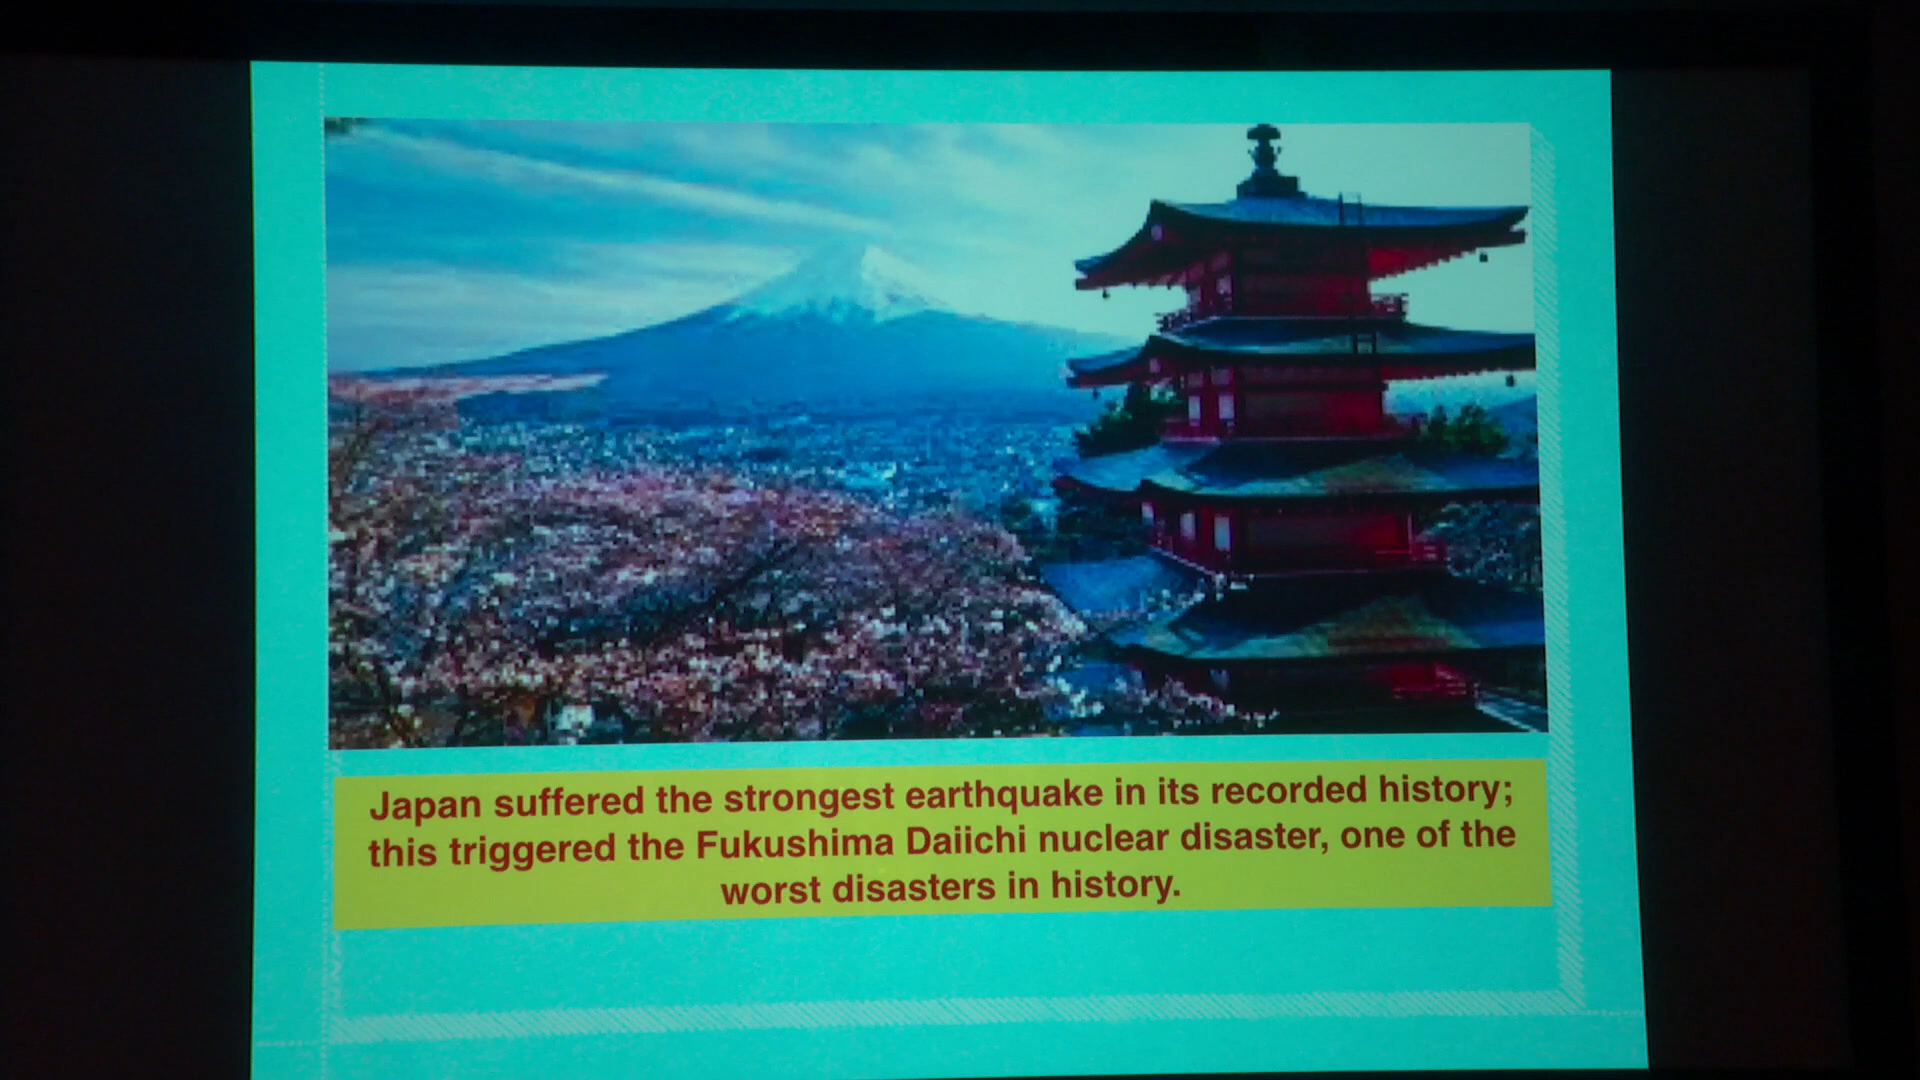 Japan suffered the strongest earthquake in its recorded history;
this triggered the Fukushima Daiichi nuclear disaster, one of the
worst disasters in history.